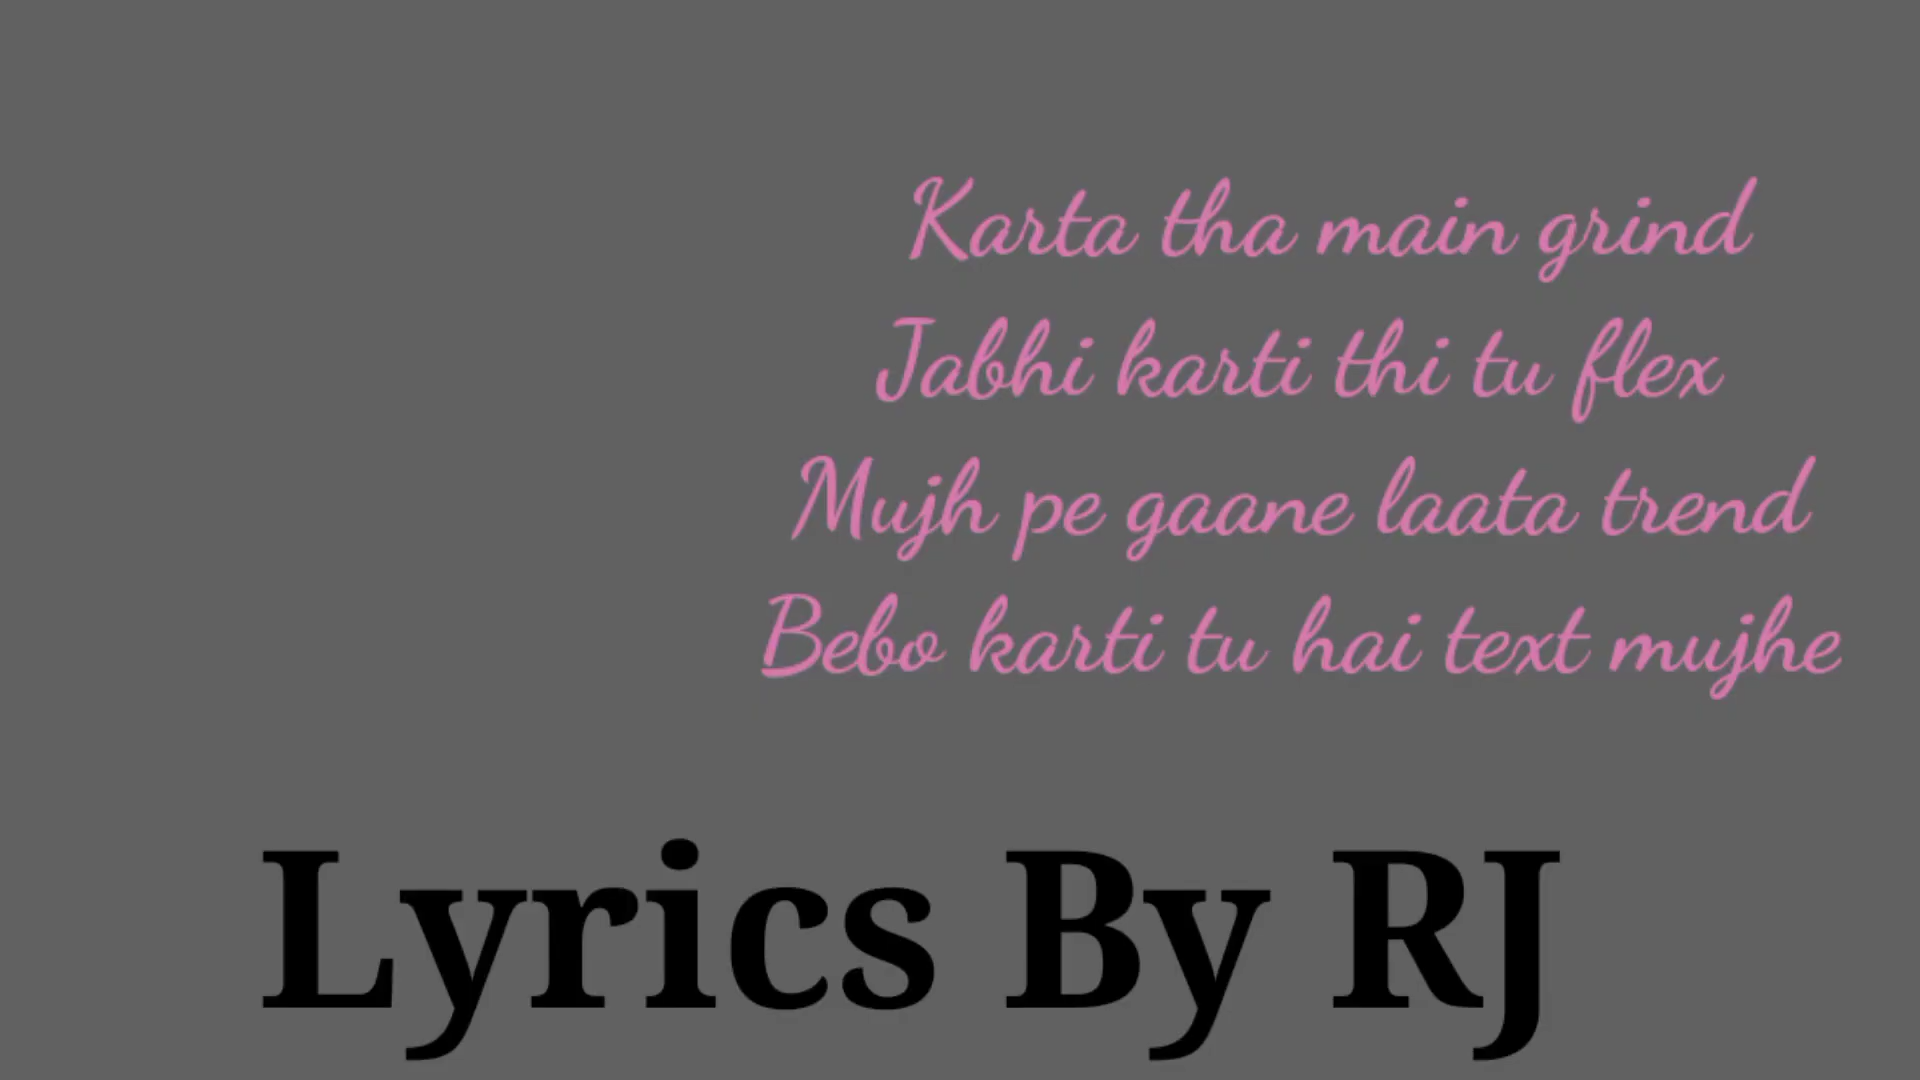 Karta tha main grind
Jabhi karti thi tu flex
Mujh pe gaane laata trend
Bebo karti tu hai text mujhe
Lyrics By RJ